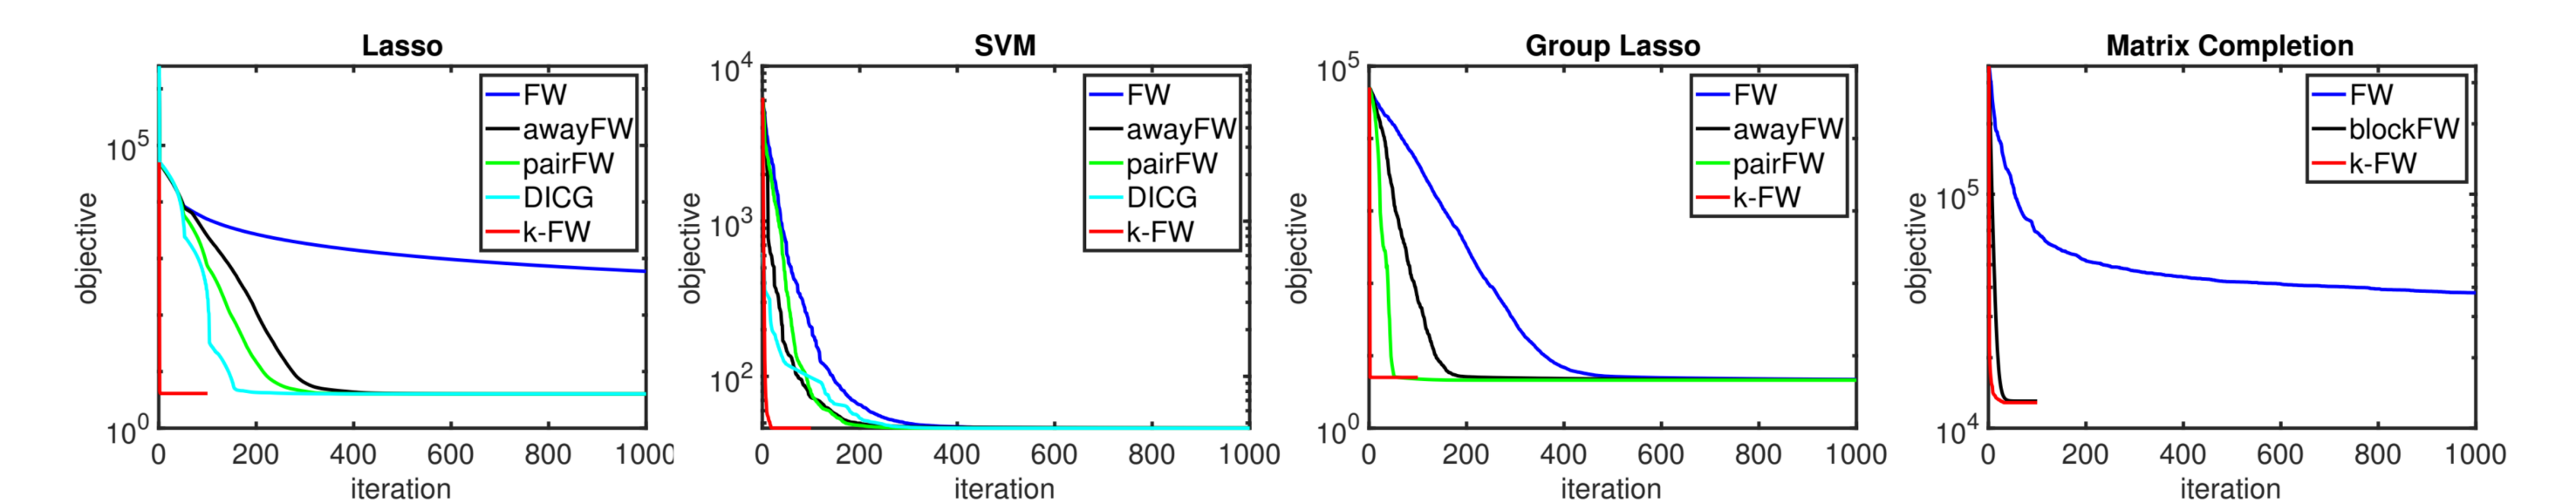 Lasso
objective
10^5
10^0
FW
awayFW
pairFW
DICG
k-FW
0 200 400 600 800 1000
iteration
SVM
objective
10^4
10^3
10^2
FW
awayFW
pairFW
DICG
k-FW
0 200 400 600 800 1000
iteration
Group Lasso
objective
10^5
10^0
FW
awayFW
pairFW
k-FW
0 200 400 600 800 1000
iteration
Matrix Completion
objective
10^5
10^4
FW
blockFW
k-FW
0 200 400 600 800 1000
iteration